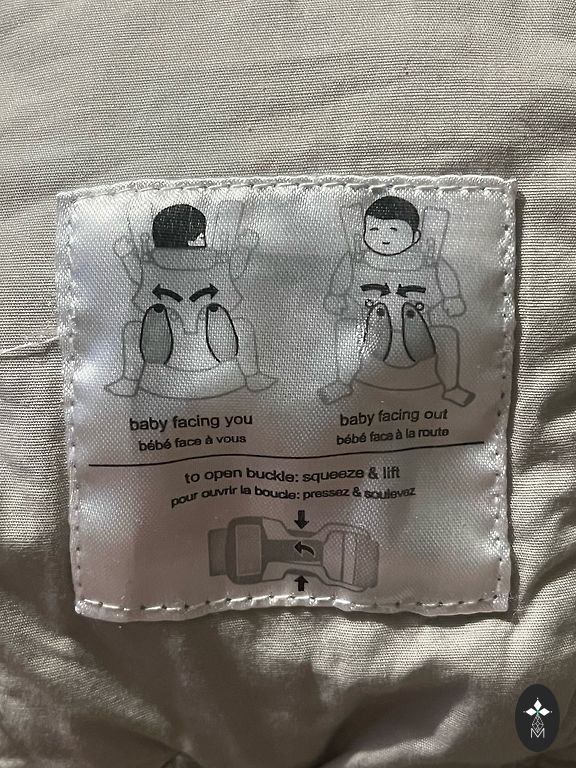 baby facing you
bébé face à vous
baby facing out
bébé face à la route
to open buckle: squeeze & lift
pour ouvrir la boucle: pressez & soulevez